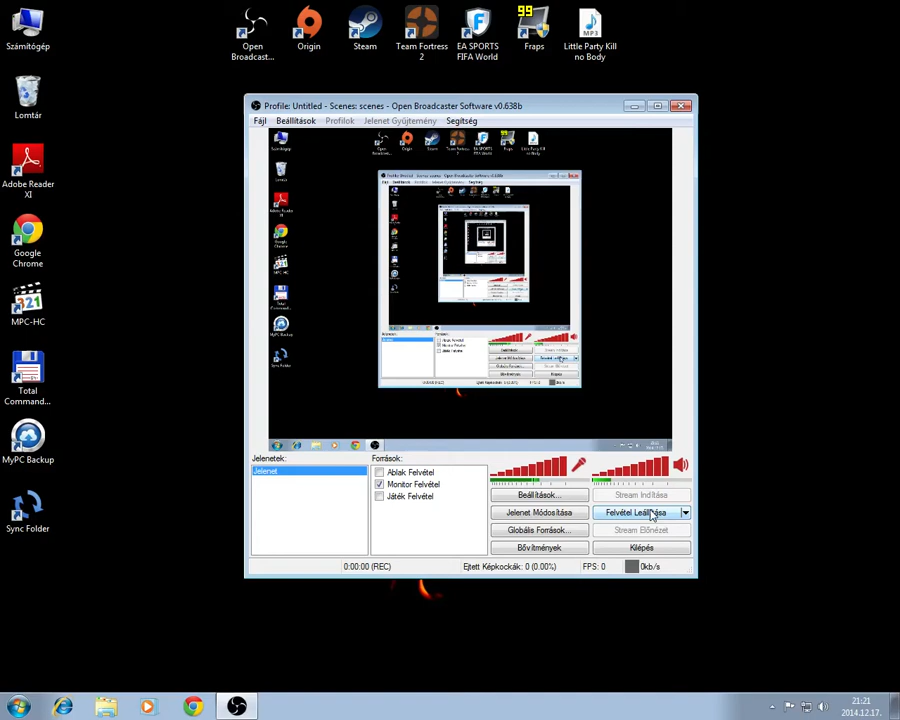 Számítógép
Open
Broadcast...
Origin
Steam
Team Fortress
2
EA SPORTS
FIFA World
99
Fraps
MP3
Little Party Kill
no Body
Lomtár
Adobe Reader
XI
Google
Chrome
321
MPC-HC
Total
Command...
MyPC Backup
Sync Folder
Profile: Untitled - Scenes: scenes - Open Broadcaster Software v0.638b
Fájl Beállítások Profilok Jelenet Gyűjtemény Segítség
Jelenetek:
Jelenet
Források:
Ablak Felvétel
Monitor Felvétel
Játék Felvétel
Beállítások...
Stream Indítása
Jelenet Módosítása
Felvétel Leállítása
Globális Források...
Stream Előnézet
Bővítmények
Kilépés
0:00:00 (REC)
Ejtett Képkockák: 0 (0.00%)
FPS: 0
0kb/s
21:21
2014.12.17.